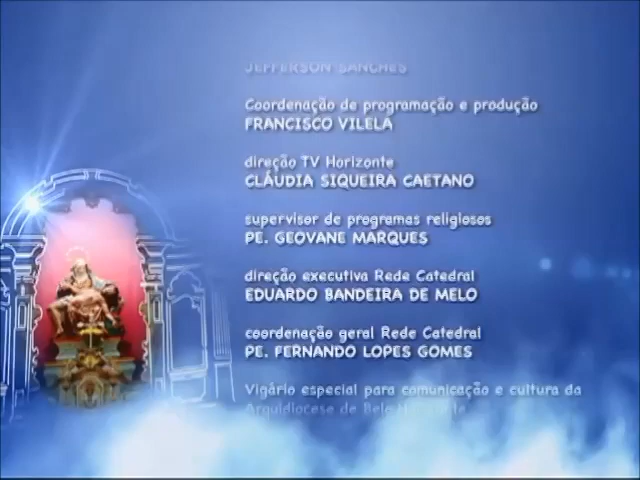 JEFFERSON SANCHES
Coordenação de programação e produção
FRANCISCO VILELA
direção TV Horizonte
CLÁUDIA SIQUEIRA CAETANO
supervisor de programas religiosos
PE. GEOVANE MARQUES
direção executiva Rede Catedral
EDUARDO BANDEIRA DE MELO
coordenação geral Rede Catedral
PE. FERNANDO LOPES GOMES
Vigário especial para comunicação e cultura da
Arquidiocese de Belo Horizonte